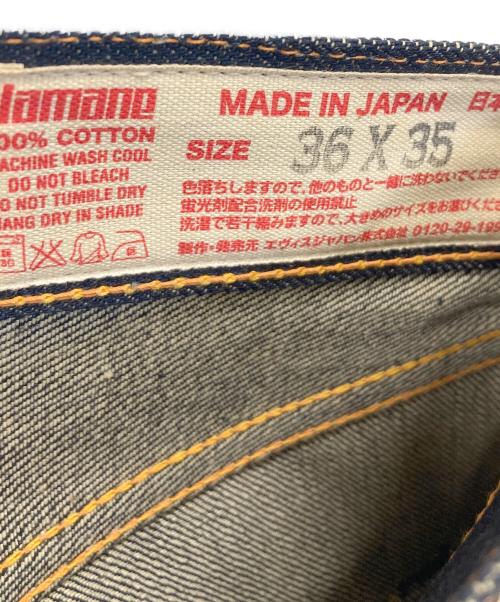 Yamane
100% COTTON
MACHINE WASH COOL
DO NOT BLEACH
DO NOT TUMBLE DRY
HANG DRY IN SHADE
MADE IN JAPAN 日本
SIZE 36 X 35
色落ちしますので、他のものと一緒に洗わないでくださ
蛍光剤配合洗剤の使用禁止
洗濯で若干縮みますので、大きめのサイズをお選びくださ
製作・発売元 エヴィスジャパン株式会社 0120-29-199